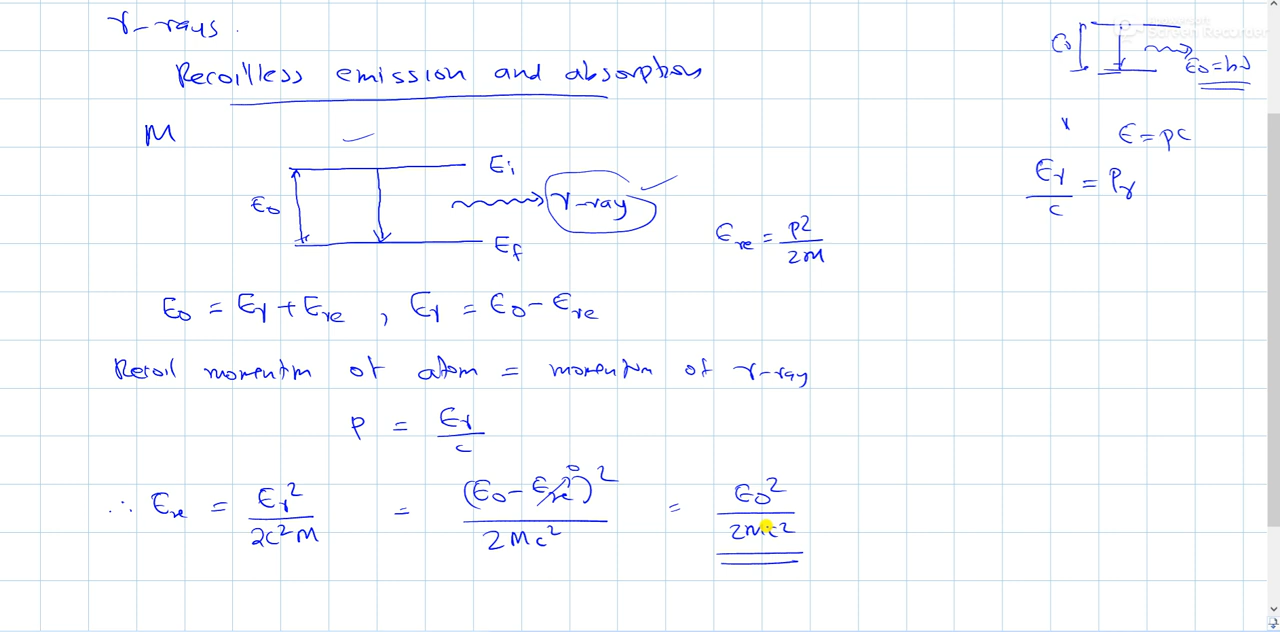 γ-rays.
Recoilless emission and absorption
M
E₀
E₀=hν
E = pc
Eγ/c = Pγ
Ei
E₀
γ-ray
Ef
Ere = p²/2M
E₀ = Eγ + Ere , Eγ = E₀ - Ere
Recoil momentm of atom = momentum of γ-ray
P = Eγ/c
∴ Ere = Eγ²/2c²M = (E₀ - Ere⁰)²/2Mc² = E₀²/2Mc²